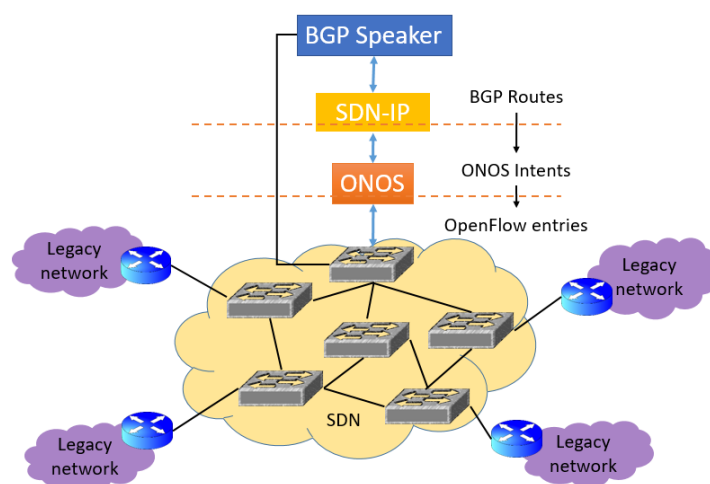 BGP Speaker
SDN-IP
BGP Routes
ONOS
ONOS Intents
OpenFlow entries
Legacy
network
Legacy
network
SDN
Legacy
network
Legacy
network